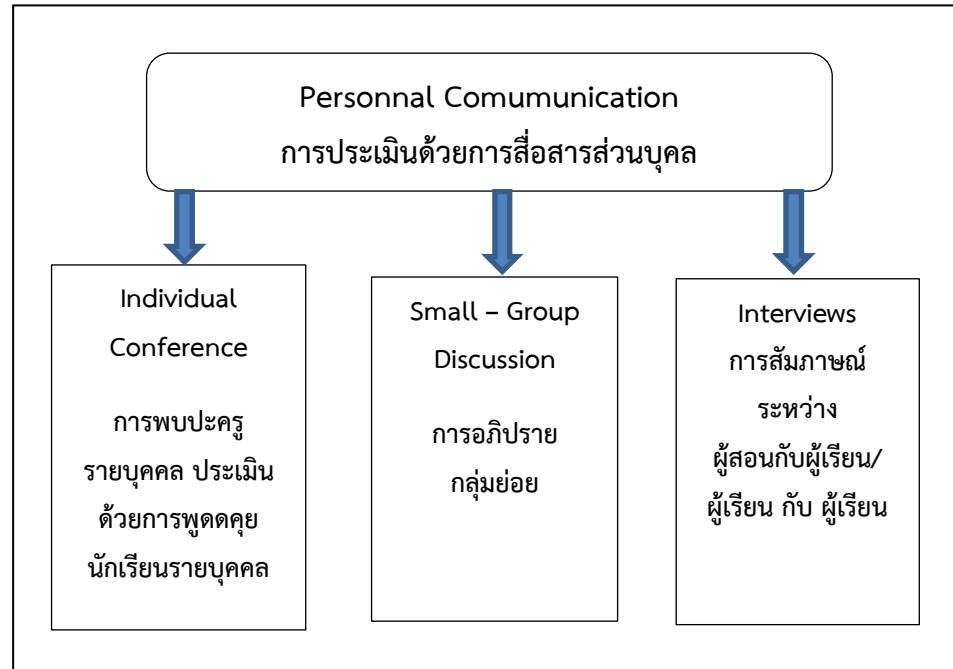 Personnal Comumunication
การประเมินด้วยการสื่อสารส่วนบุคล
Individual
Conference
การพบปะครู
รายบุคคล ประเมิน
ด้วยการพูดดคุย
นักเรียนรายบุคคล
Small – Group
Discussion
การอภิปราย
กลุ่มย่อย
Interviews
การสัมภาษณ์
ระหว่าง
ผู้สอนกับผู้เรียน/
ผู้เรียน กับ ผู้เรียน